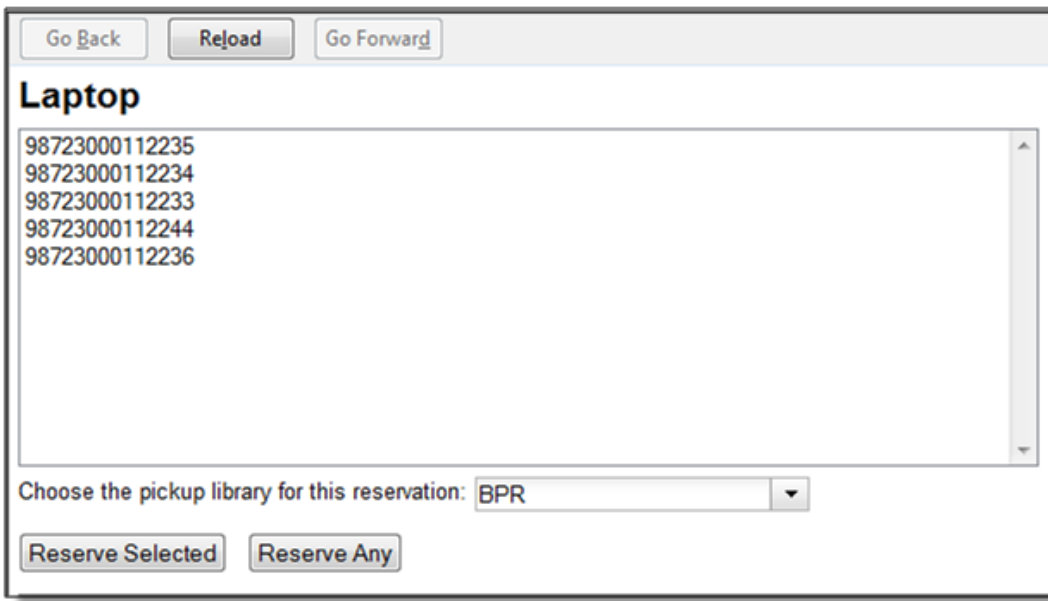 Go Back Reload Go Forward
Laptop
98723000112235
98723000112234
98723000112233
98723000112244
98723000112236
Choose the pickup library for this reservation: BPR
Reserve Selected Reserve Any